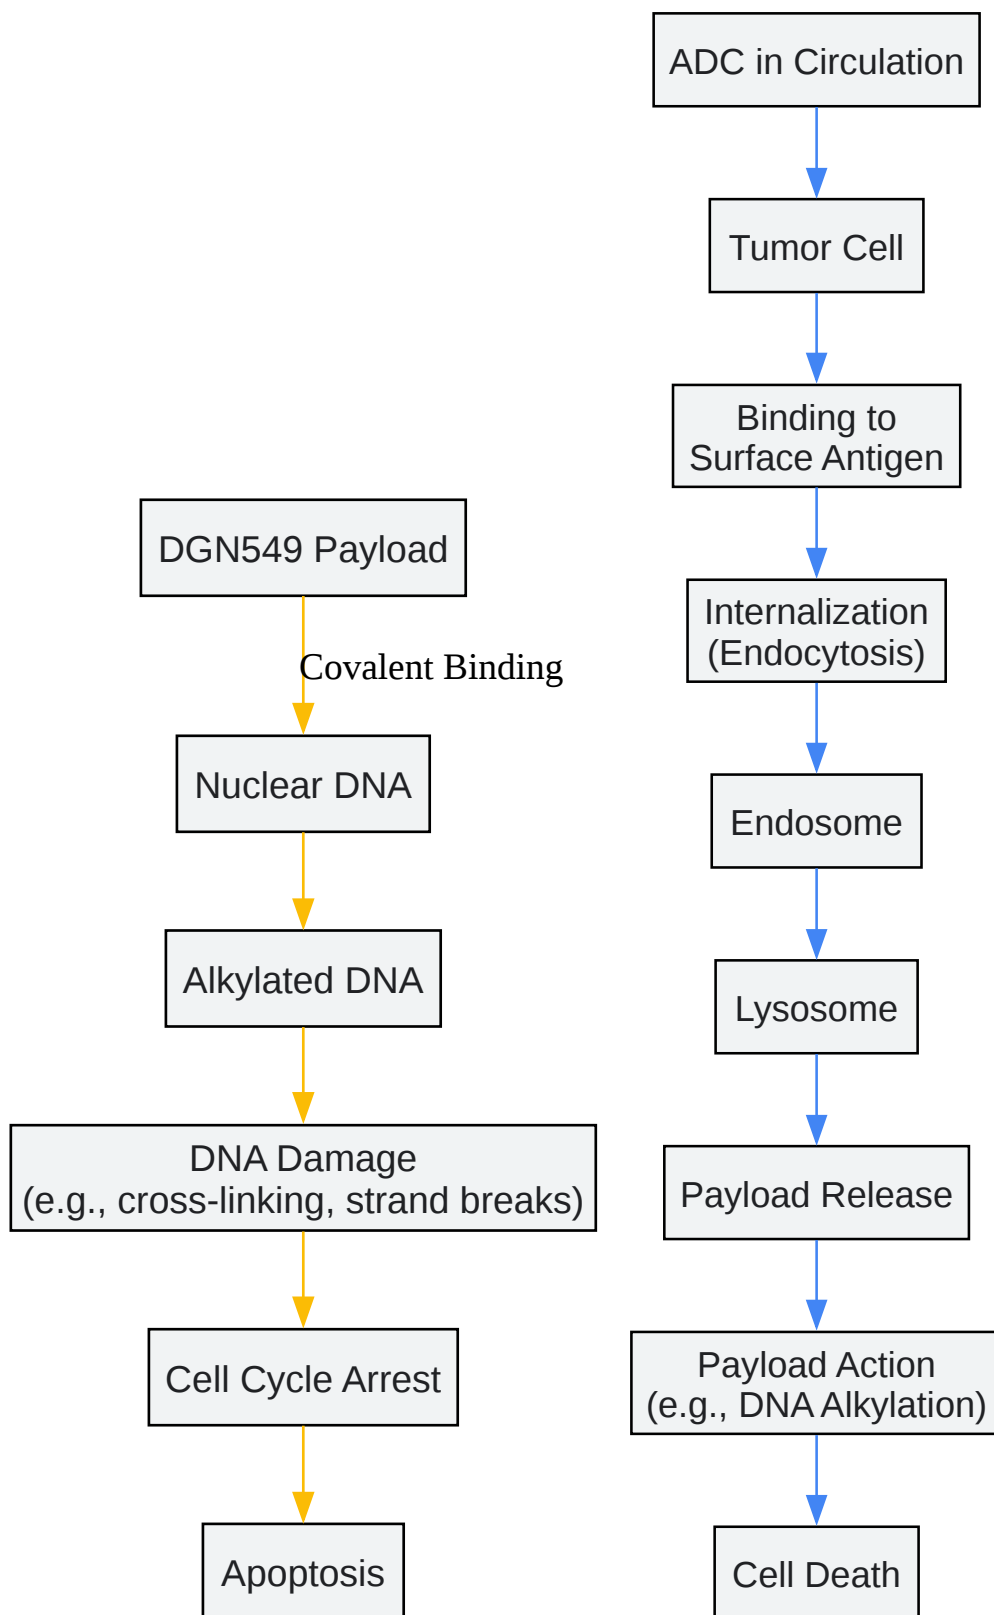 DGN549 Payload
Covalent Binding
Nuclear DNA
Alkylated DNA
DNA Damage
(e.g., cross-linking, strand breaks)
Cell Cycle Arrest
Apoptosis
ADC in Circulation
Tumor Cell
Binding to
Surface Antigen
Internalization
(Endocytosis)
Endosome
Lysosome
Payload Release
Payload Action
(e.g., DNA Alkylation)
Cell Death